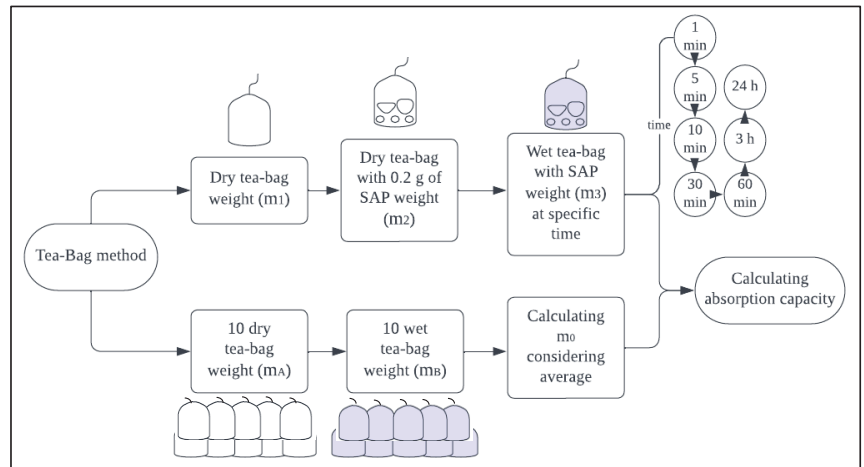 Tea-Bag method
Dry tea-bag
weight (m1)
Dry tea-bag
with 0.2 g of
SAP weight
(m2)
Wet tea-bag
with SAP
weight (m3)
at specific
time
time
1
min
5
min
10
min
30
min
60
min
3 h
24 h
10 dry
tea-bag
weight (mA)
10 wet
tea-bag
weight (mB)
Calculating
m0
considering
average
Calculating
absorption capacity